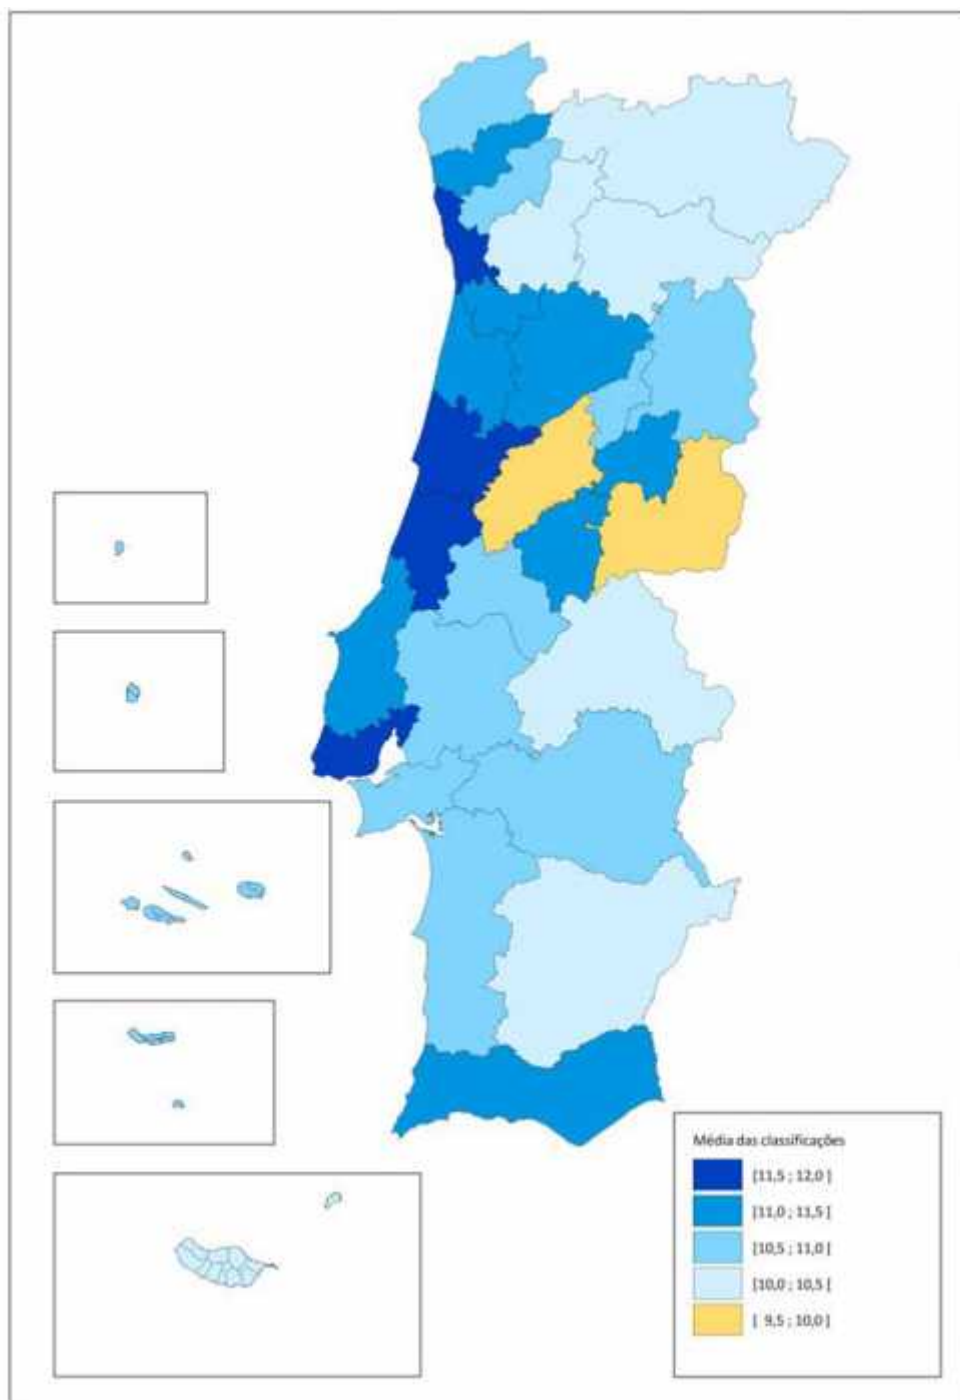 Média das classificações
[11,5 ; 12,0 ]
[11,0 ; 11,5 [
[10,5 ; 11,0 [
[10,0 ; 10,5 [
[ 9,5 ; 10,0 ]